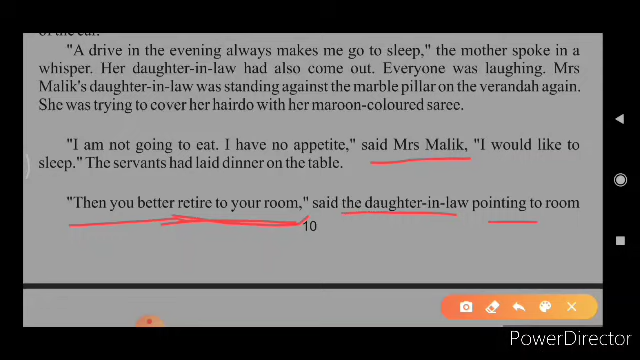 of the car.
"A drive in the evening always makes me go to sleep," the mother spoke in a
whisper. Her daughter-in-law had also come out. Everyone was laughing. Mrs
Malik's daughter-in-law was standing against the marble pillar on the verandah again.
She was trying to cover her hairdo with her maroon-coloured saree.
"I am not going to eat. I have no appetite," said Mrs Malik, "I would like to
sleep." The servants had laid dinner on the table.
"Then you better retire to your room," said the daughter-in-law pointing to room
10
PowerDirector